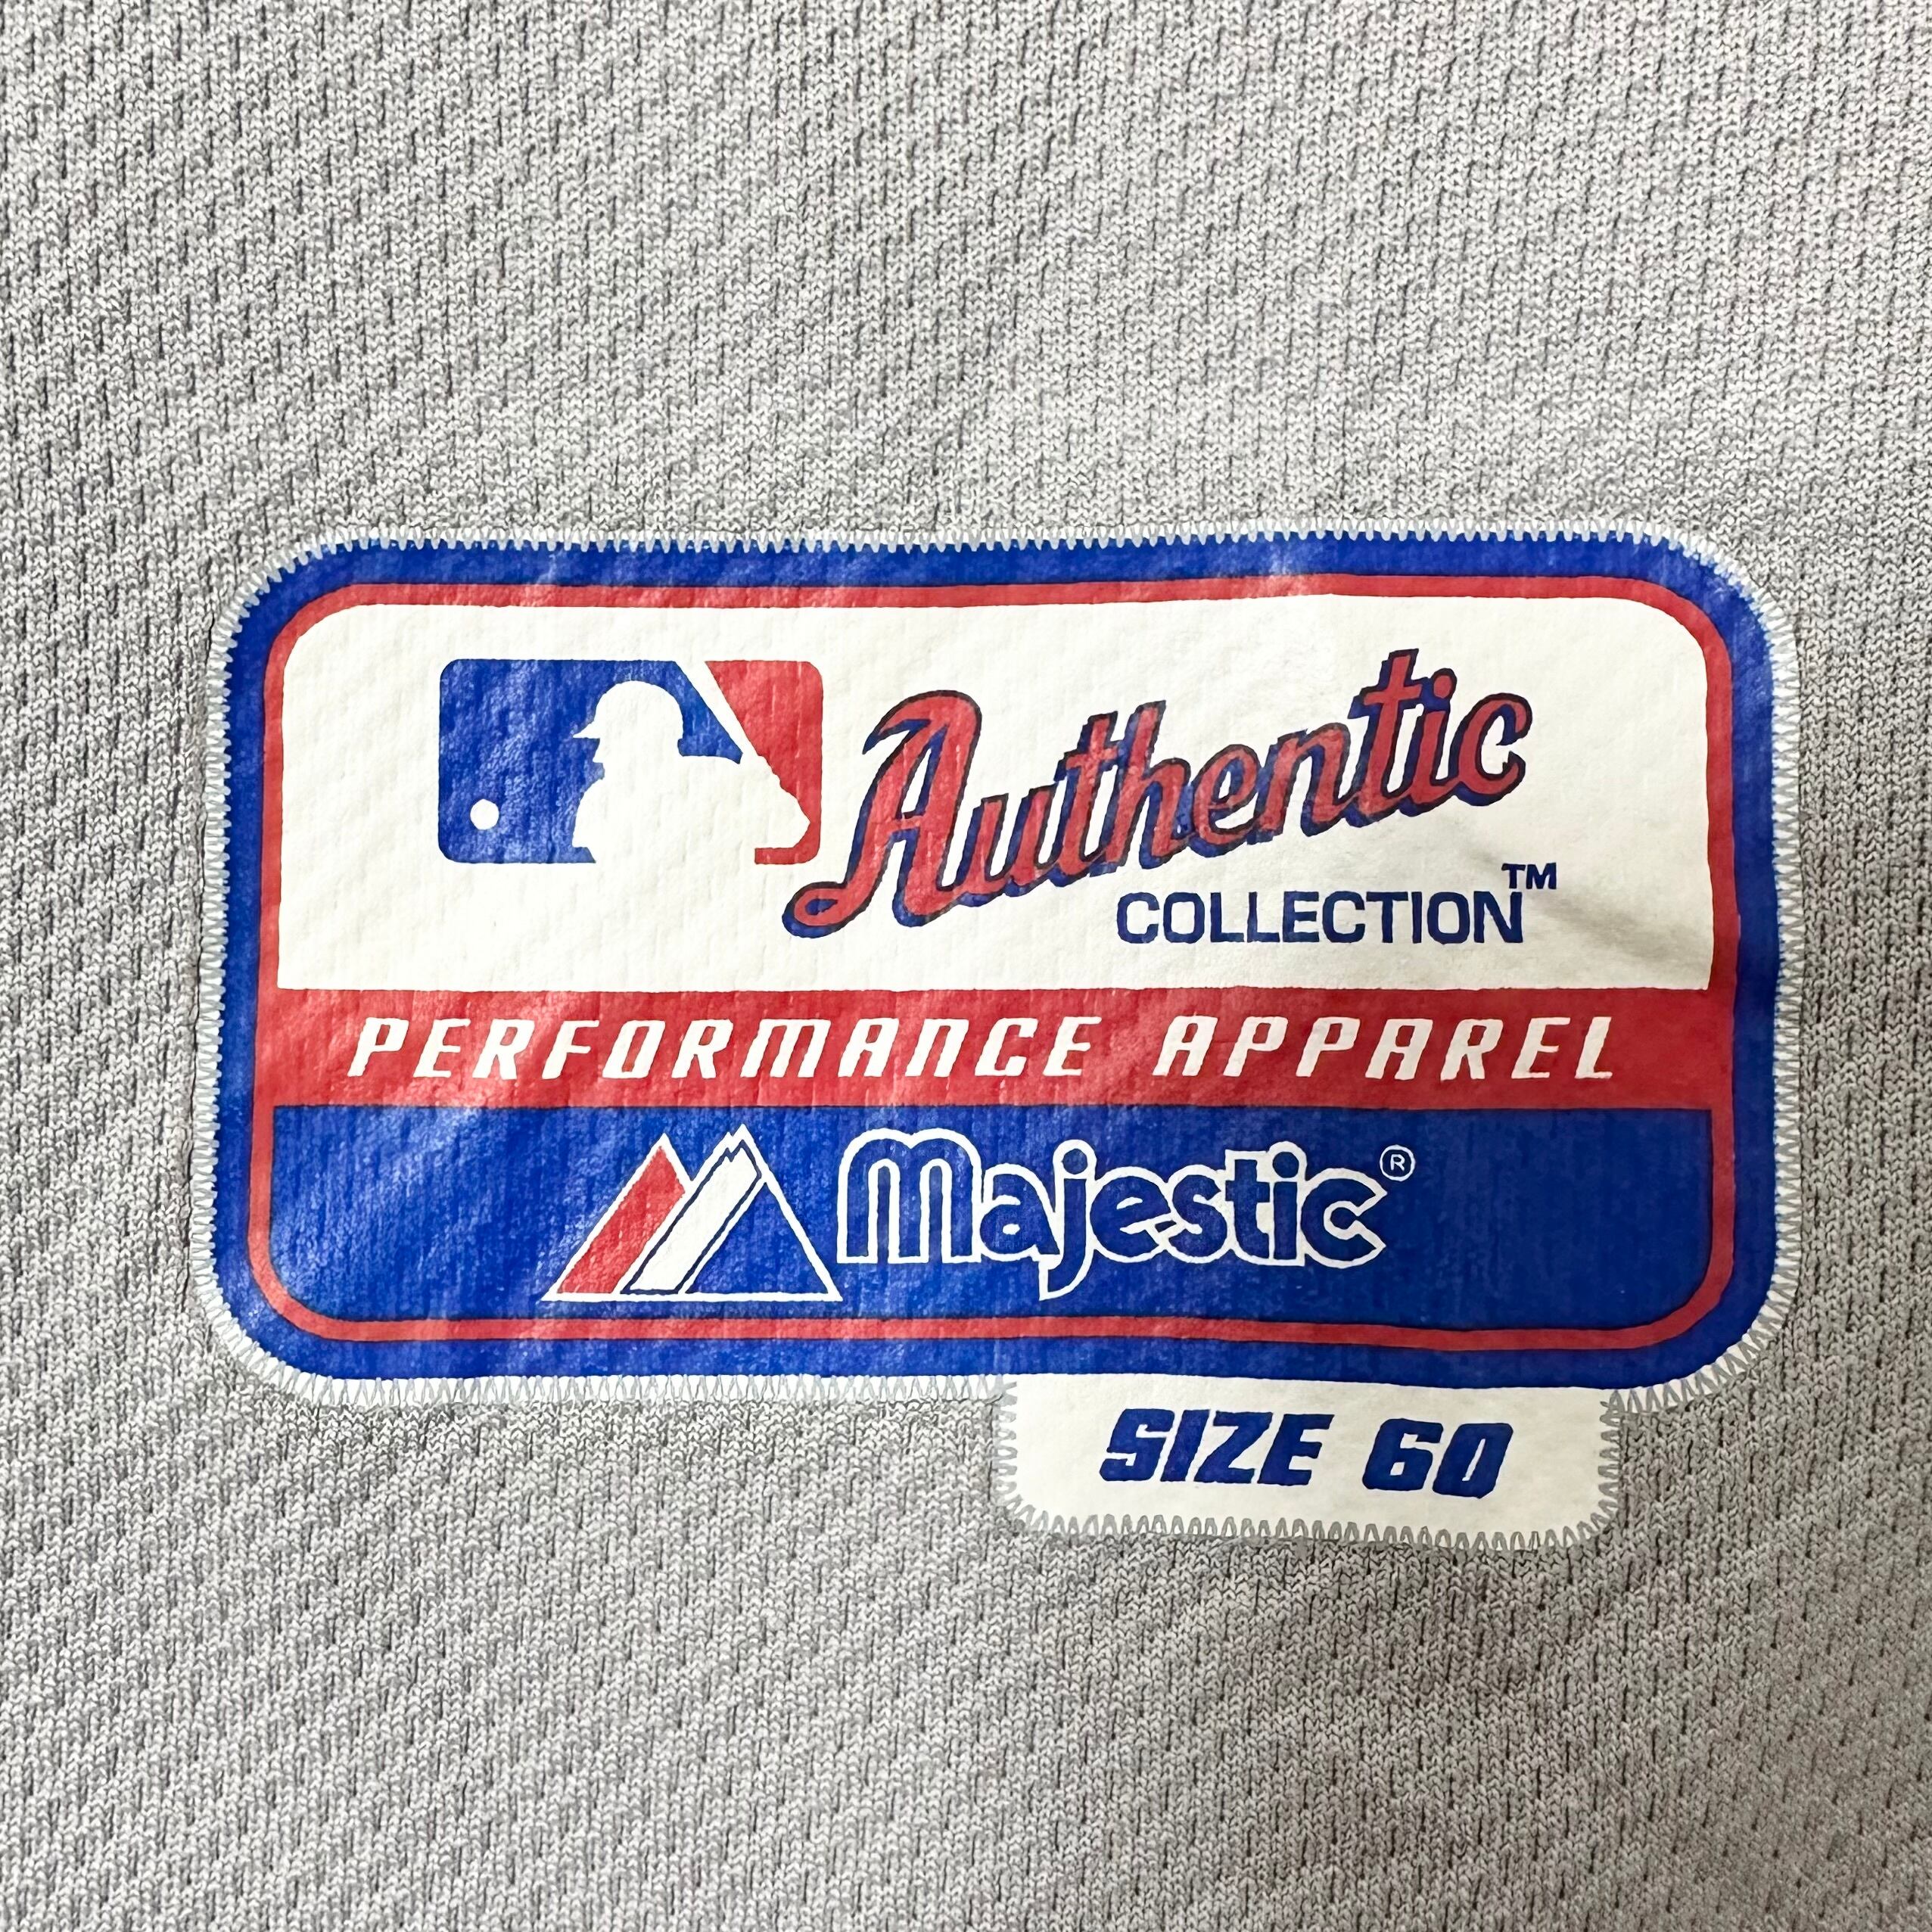 Authentic
COLLECTION™
PERFORMANCE APPAREL
Majestic®
SIZE 60